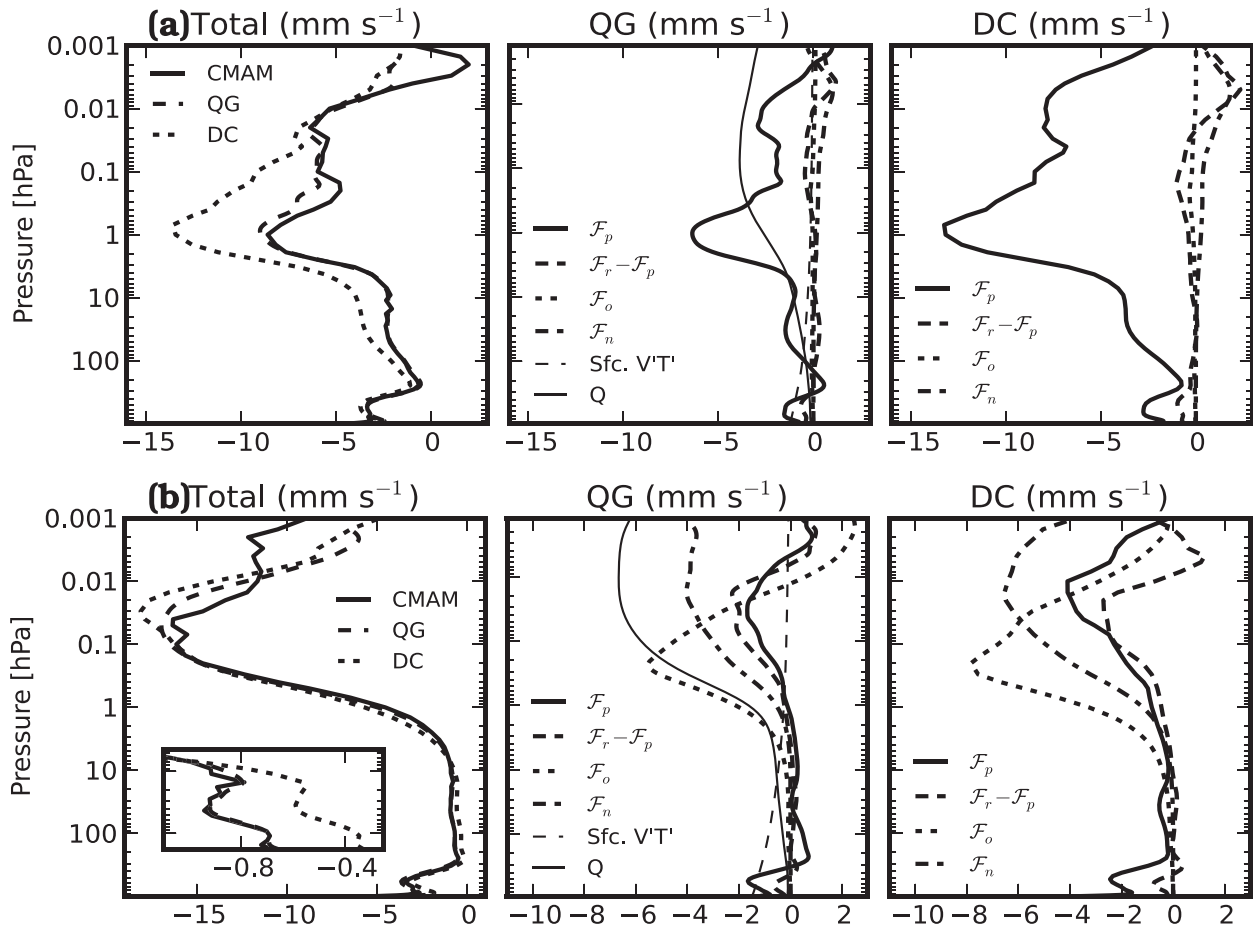 (a) Total (mm s⁻¹)
QG (mm s⁻¹)
DC (mm s⁻¹)
Pressure [hPa]
0.001
0.01
0.1
1
10
100
CMAM
QG
DC
−15 −10 −5 0
𝓕p
𝓕r−𝓕p
𝓕o
𝓕n
Sfc. V'T'
Q
−15 −10 −5 0
𝓕p
𝓕r−𝓕p
𝓕o
𝓕n
−15 −10 −5 0
(b) Total (mm s⁻¹)
QG (mm s⁻¹)
DC (mm s⁻¹)
Pressure [hPa]
0.001
0.01
0.1
1
10
100
CMAM
QG
DC
10
100
−0.8 −0.4
−15 −10 −5 0
𝓕p
𝓕r−𝓕p
𝓕o
𝓕n
Sfc. V'T'
Q
−10 −8 −6 −4 −2 0 2
𝓕p
𝓕r−𝓕p
𝓕o
𝓕n
−10 −8 −6 −4 −2 0 2